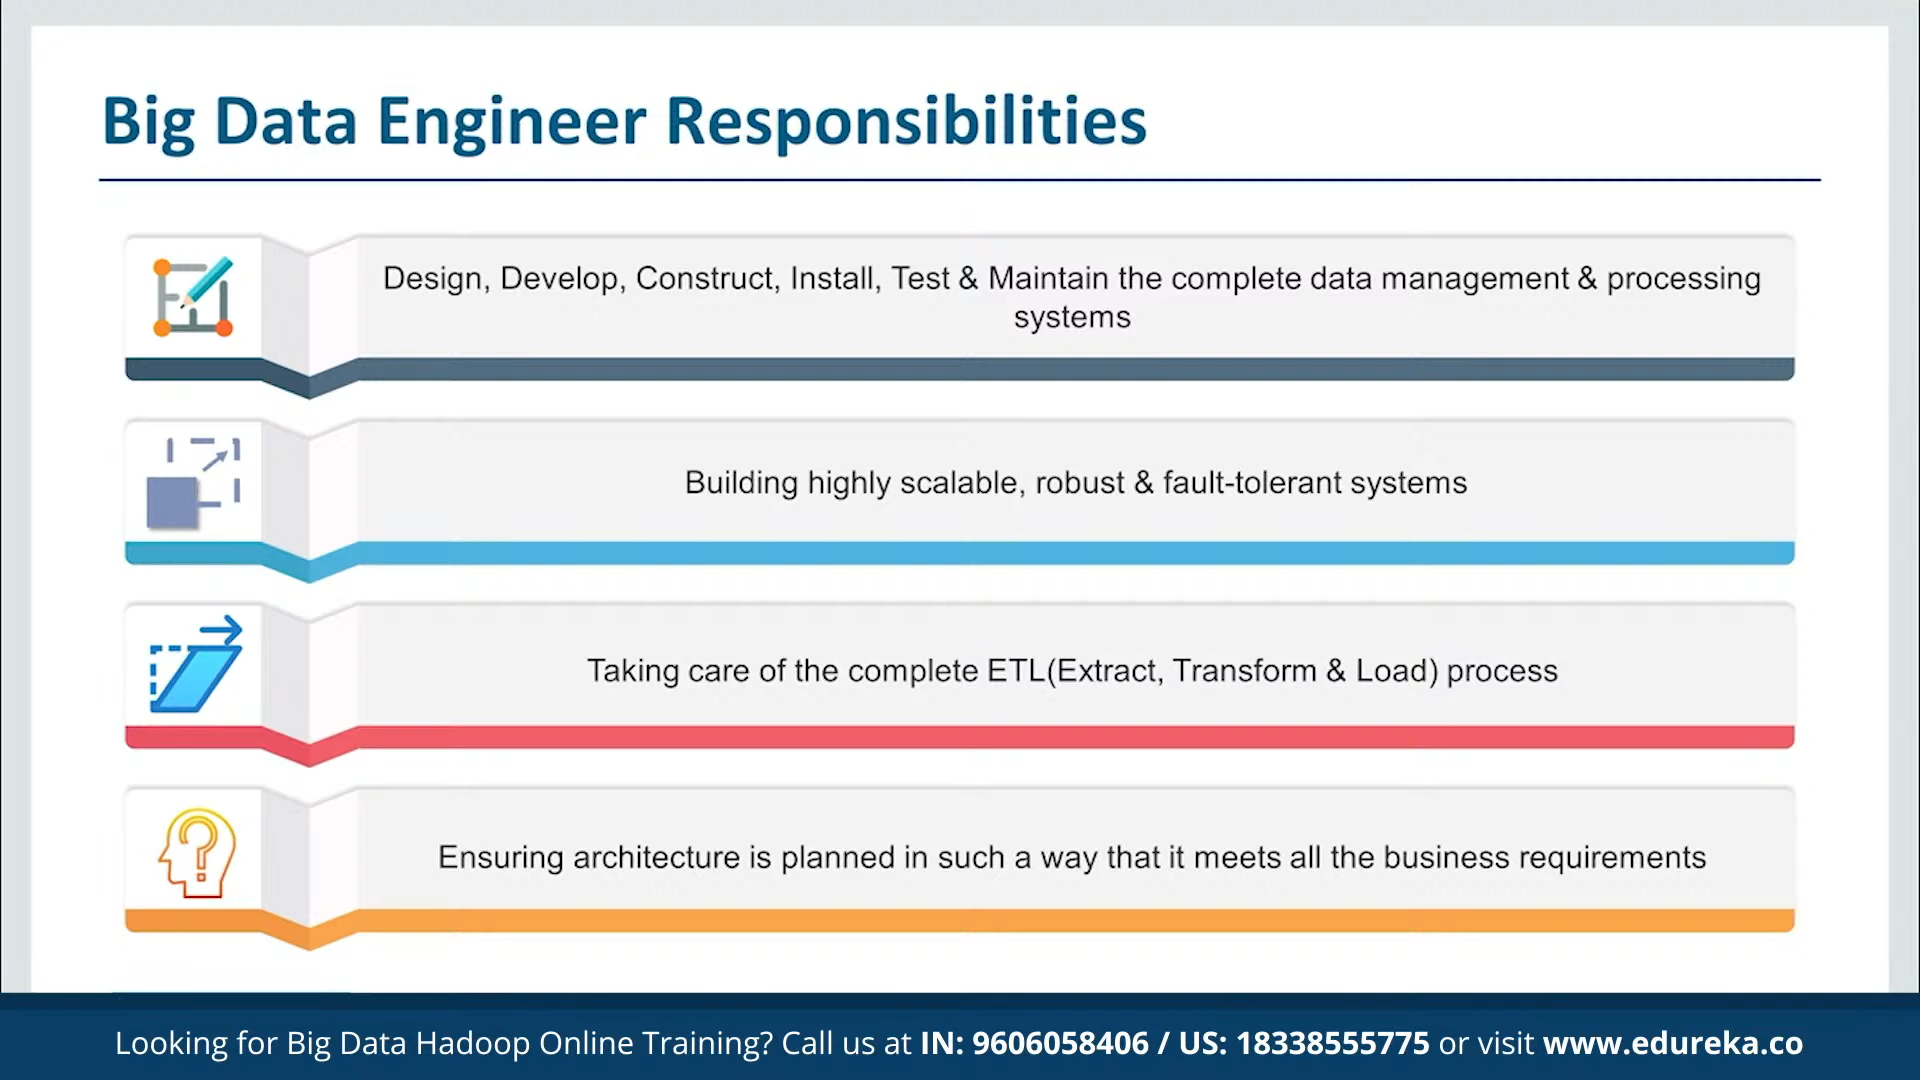 Big Data Engineer Responsibilities
Design, Develop, Construct, Install, Test & Maintain the complete data management & processing
systems
Building highly scalable, robust & fault-tolerant systems
Taking care of the complete ETL(Extract, Transform & Load) process
Ensuring architecture is planned in such a way that it meets all the business requirements
Looking for Big Data Hadoop Online Training? Call us at IN: 9606058406 / US: 18338555775 or visit www.edureka.co